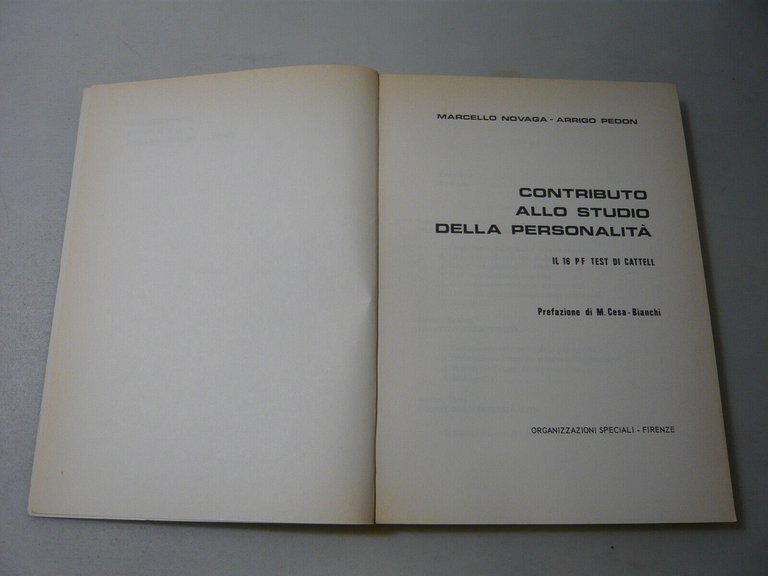 MARCELLO NOVAGA - ARRIGO PEDON
CONTRIBUTO
ALLO STUDIO
DELLA PERSONALITÀ
IL 16 P F TEST DI CATTELL
Prefazione di M. Cesa-Bianchi
ORGANIZZAZIONI SPECIALI - FIRENZE